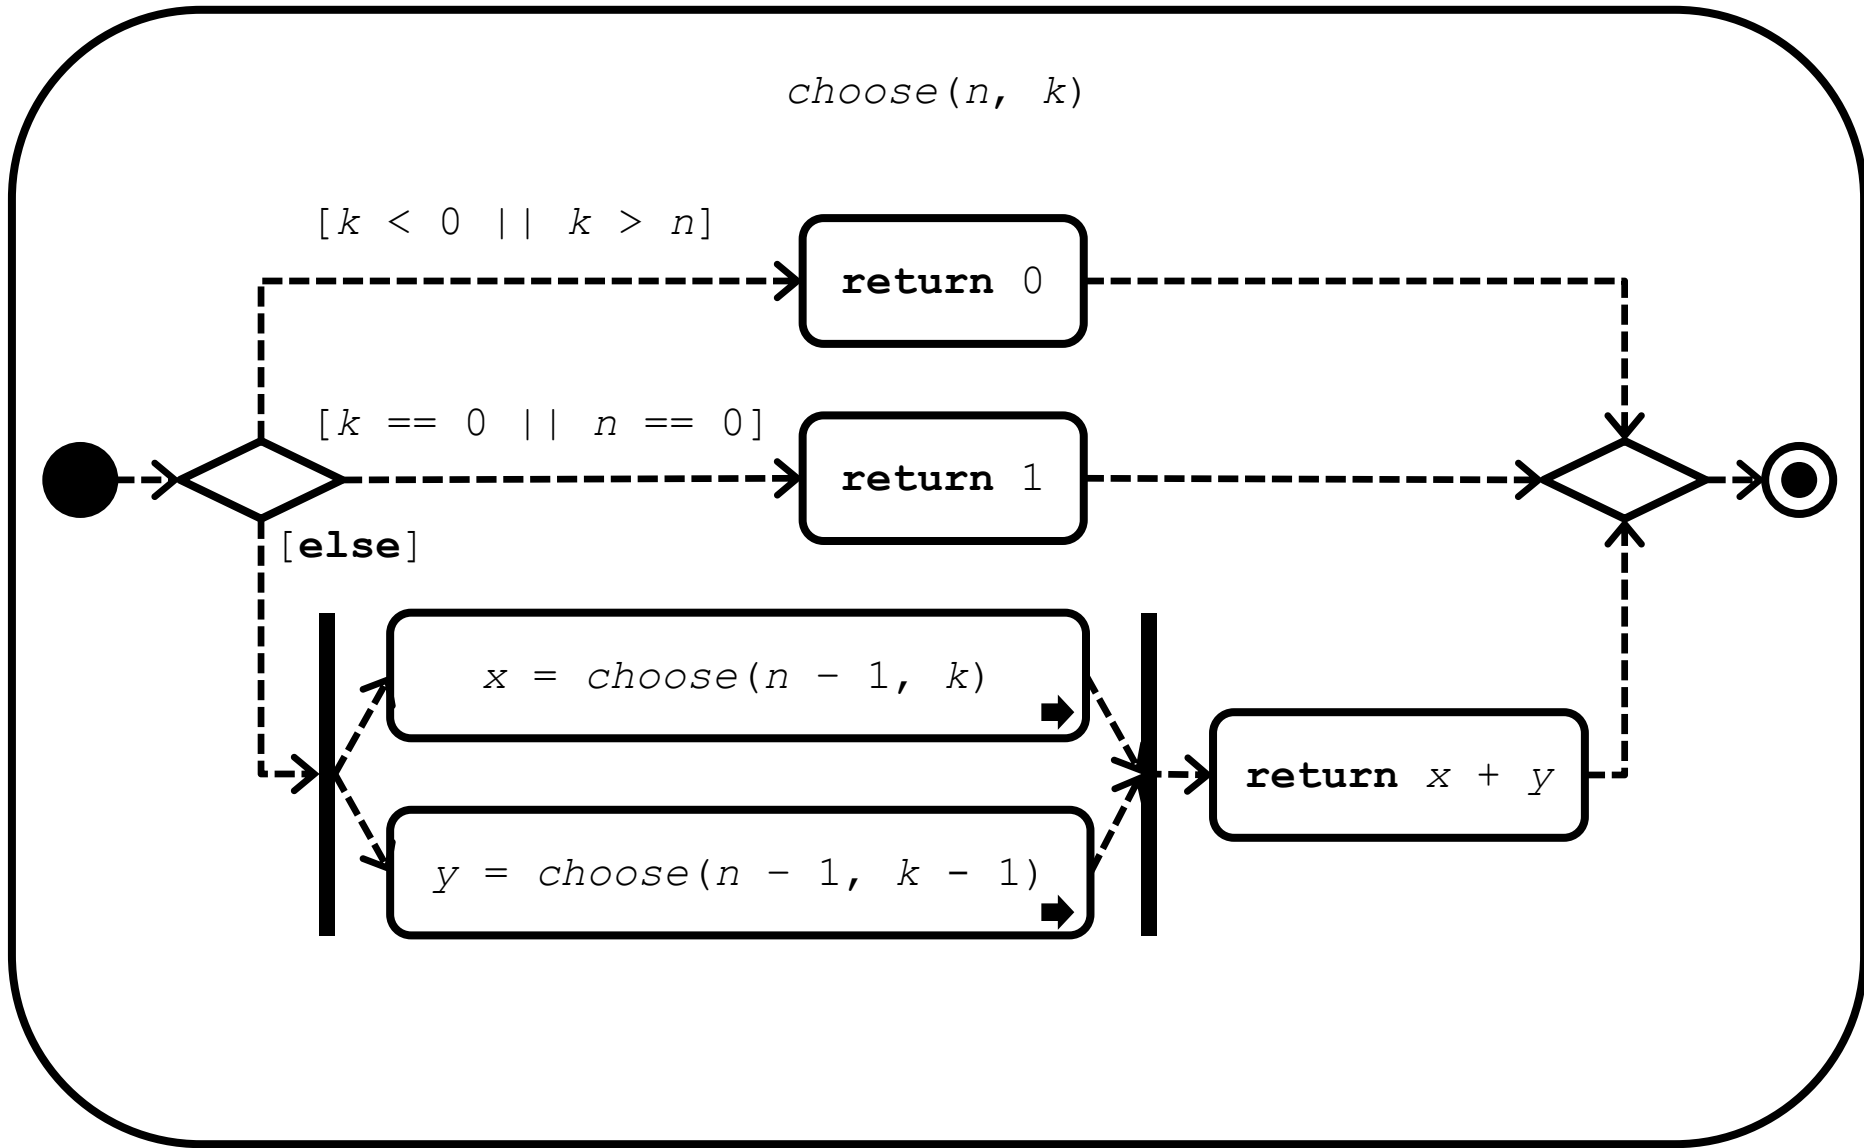 choose(n, k)
[k < 0 || k > n]
return 0
[k == 0 || n == 0]
return 1
[else]
x = choose(n − 1, k)
y = choose(n − 1, k - 1)
return x + y